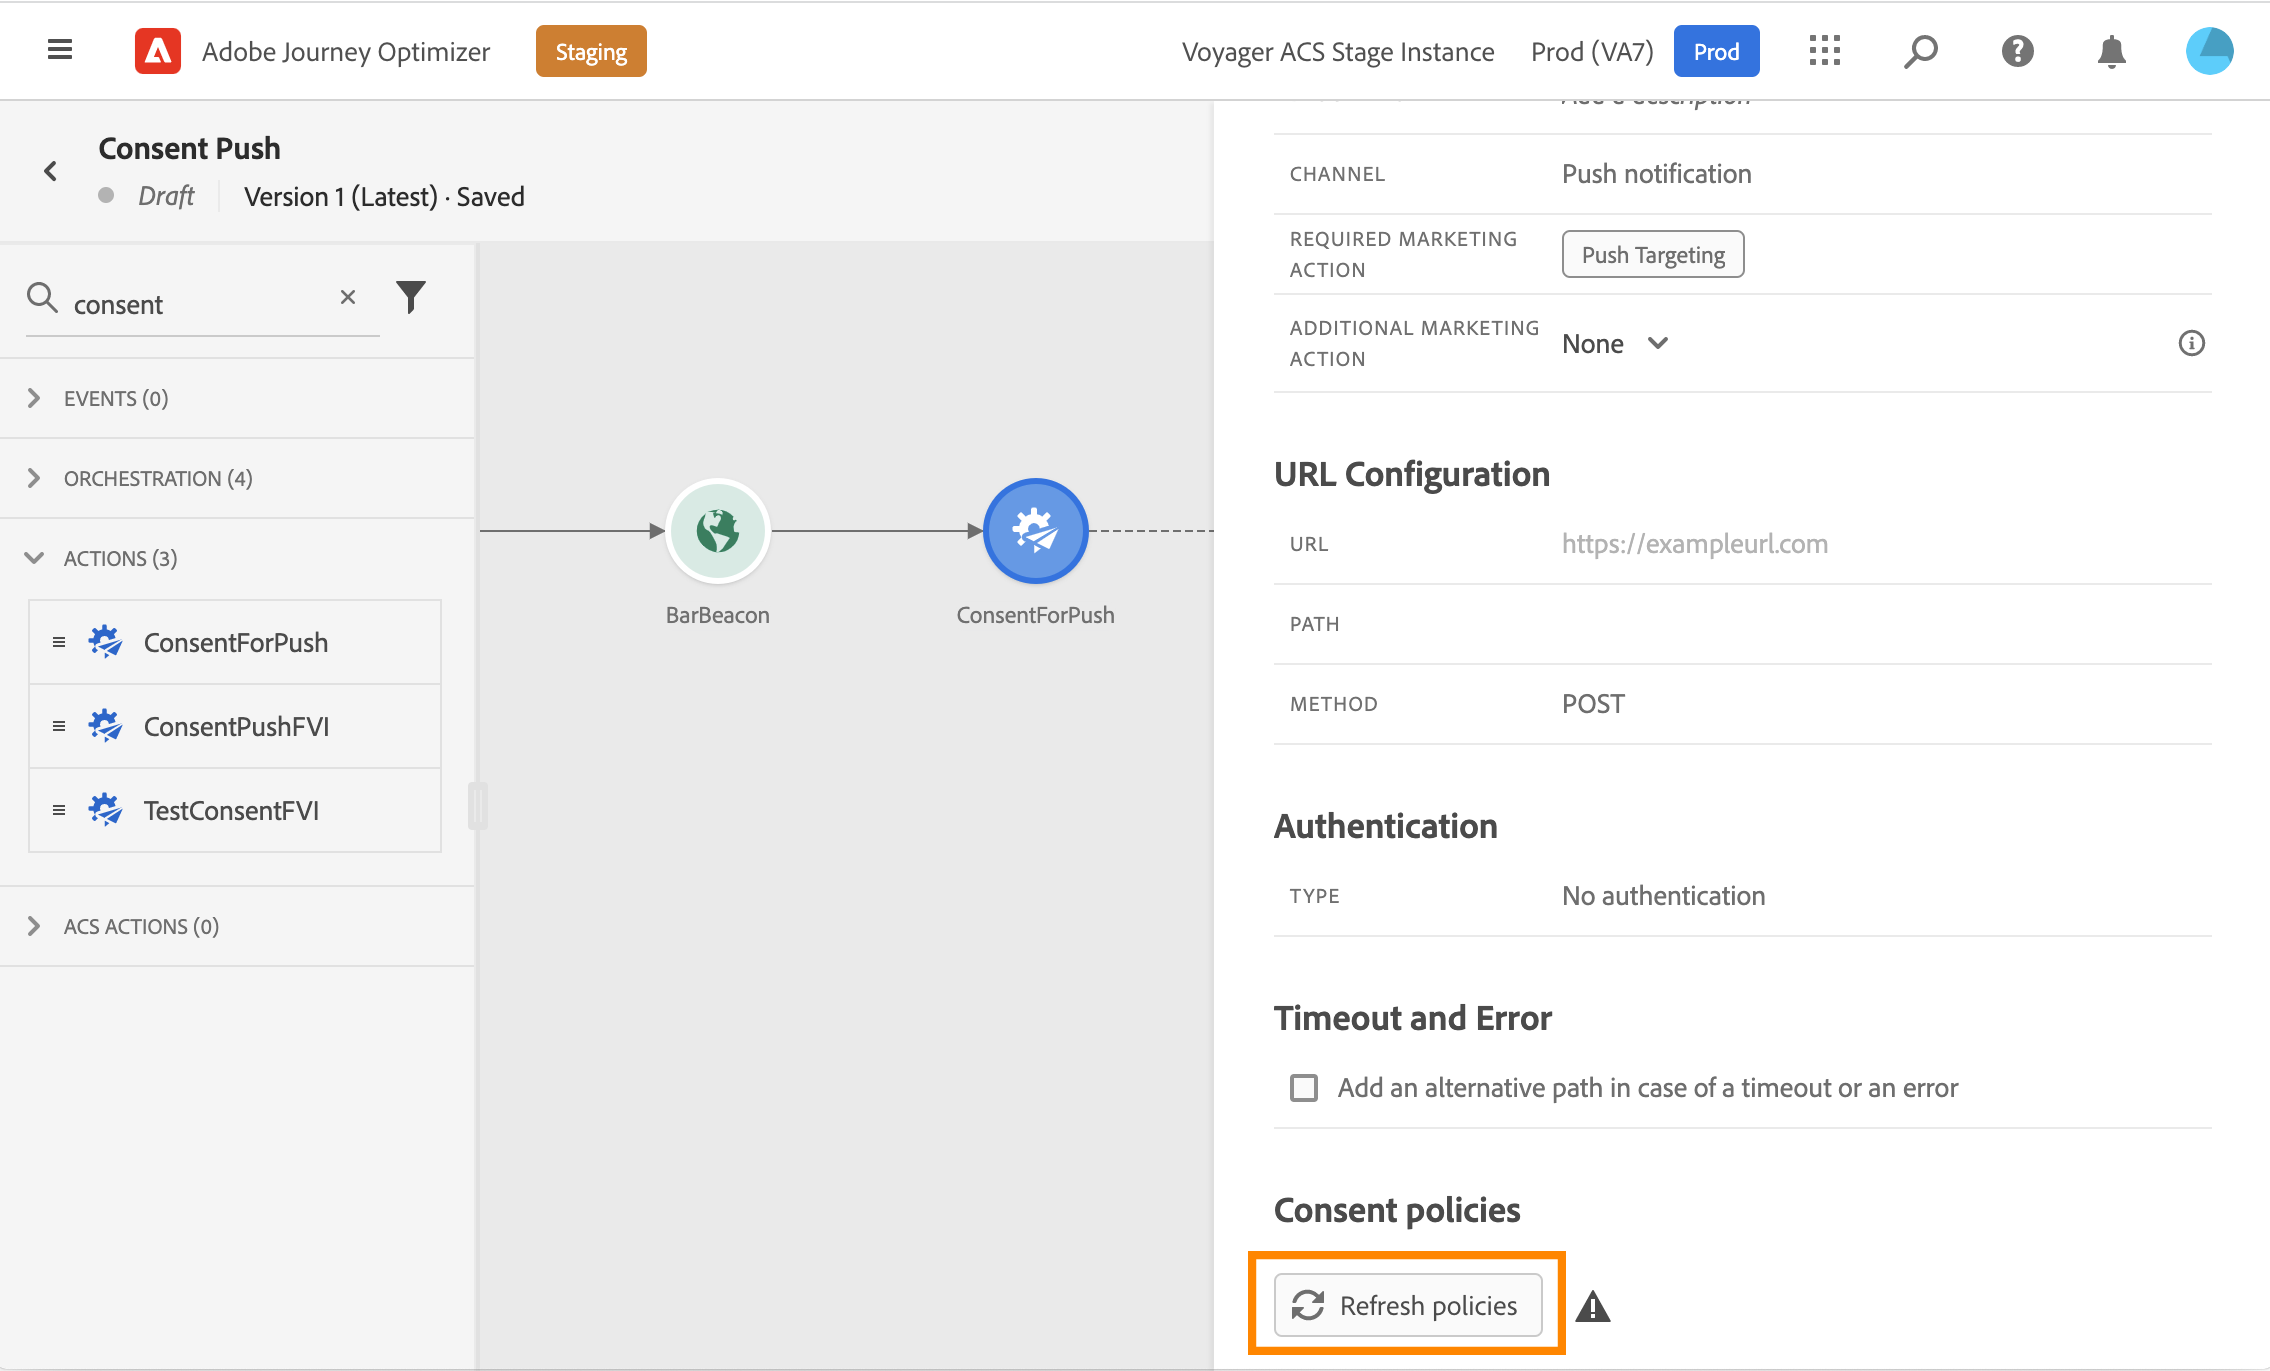 Adobe Journey Optimizer
Staging
Voyager ACS Stage Instance
Prod (VA7)
Prod
Consent Push
Draft
Version 1 (Latest) · Saved
consent
EVENTS (0)
ORCHESTRATION (4)
ACTIONS (3)
ConsentForPush
ConsentPushFVI
TestConsentFVI
ACS ACTIONS (0)
BarBeacon
ConsentForPush
Add a description
CHANNEL
Push notification
REQUIRED MARKETING
ACTION
Push Targeting
ADDITIONAL MARKETING
ACTION
None
URL Configuration
URL
https://exampleurl.com
PATH
METHOD
POST
Authentication
TYPE
No authentication
Timeout and Error
Add an alternative path in case of a timeout or an error
Consent policies
Refresh policies